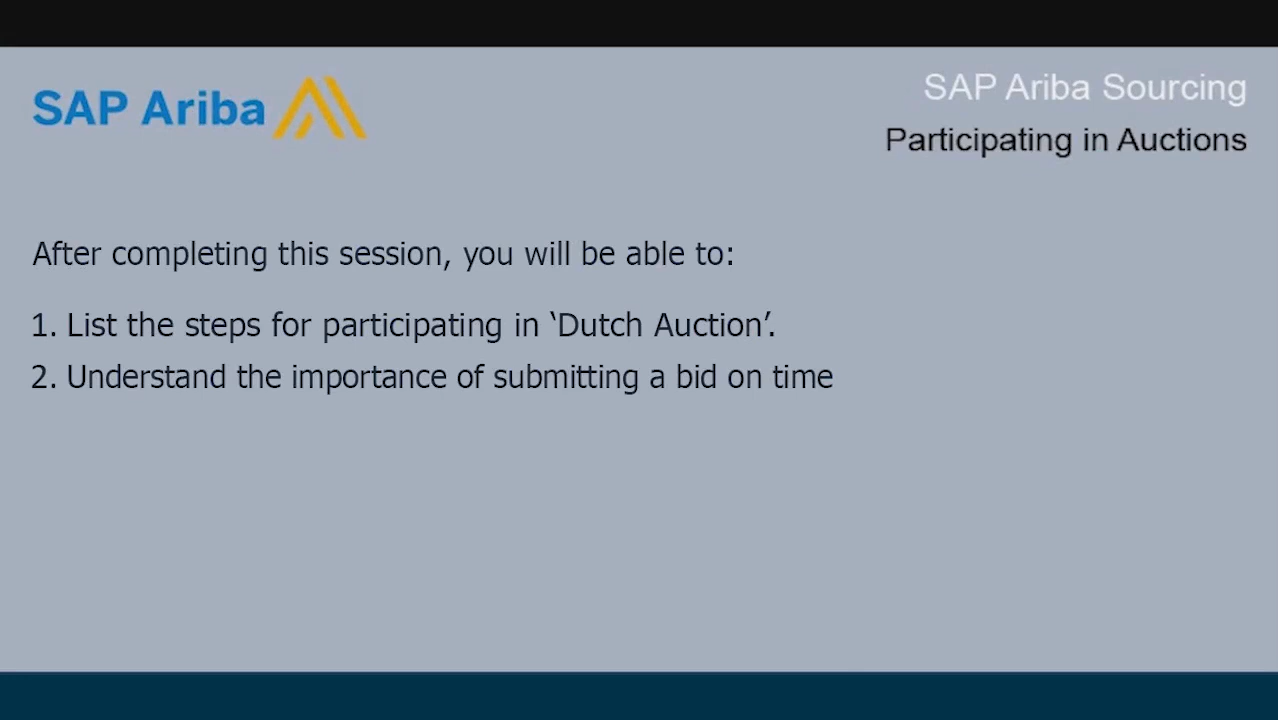 SAP Ariba
SAP Ariba Sourcing
Participating in Auctions
After completing this session, you will be able to:
1. List the steps for participating in ‘Dutch Auction’.
2. Understand the importance of submitting a bid on time